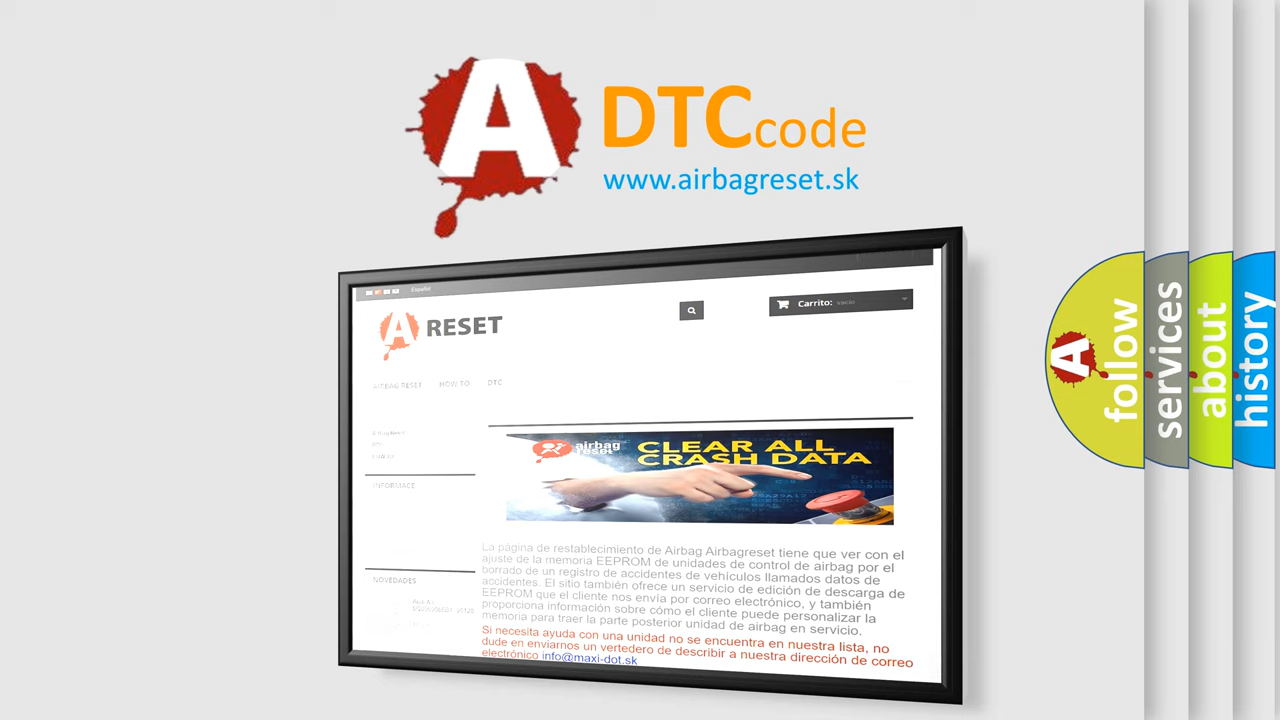 A
DTCcode
www.airbagreset.sk
Español
A RESET
Carrito: vacío
AIRBAG RESET HOW TO DTC
INFORMACE
NOVEDADES
airbag
reset
CLEAR ALL
CRASH DATA
La página de restablecimiento de Airbag Airbagreset tiene que ver con el
ajuste de la memoria EEPROM de unidades de control de airbag por el
borrado de un registro de accidentes de vehículos llamados datos de
accidentes. El sitio también ofrece un servicio de edición de descarga de
EEPROM que el cliente nos envía por correo electrónico, y también
proporciona información sobre cómo el cliente puede personalizar la
memoria para traer la parte posterior unidad de airbag en servicio.
Si necesita ayuda con una unidad no se encuentra en nuestra lista, no
dude en enviarnos un vertedero de describir a nuestra dirección de correo
electrónico info@maxi-dot.sk
A
follow
services
about
history